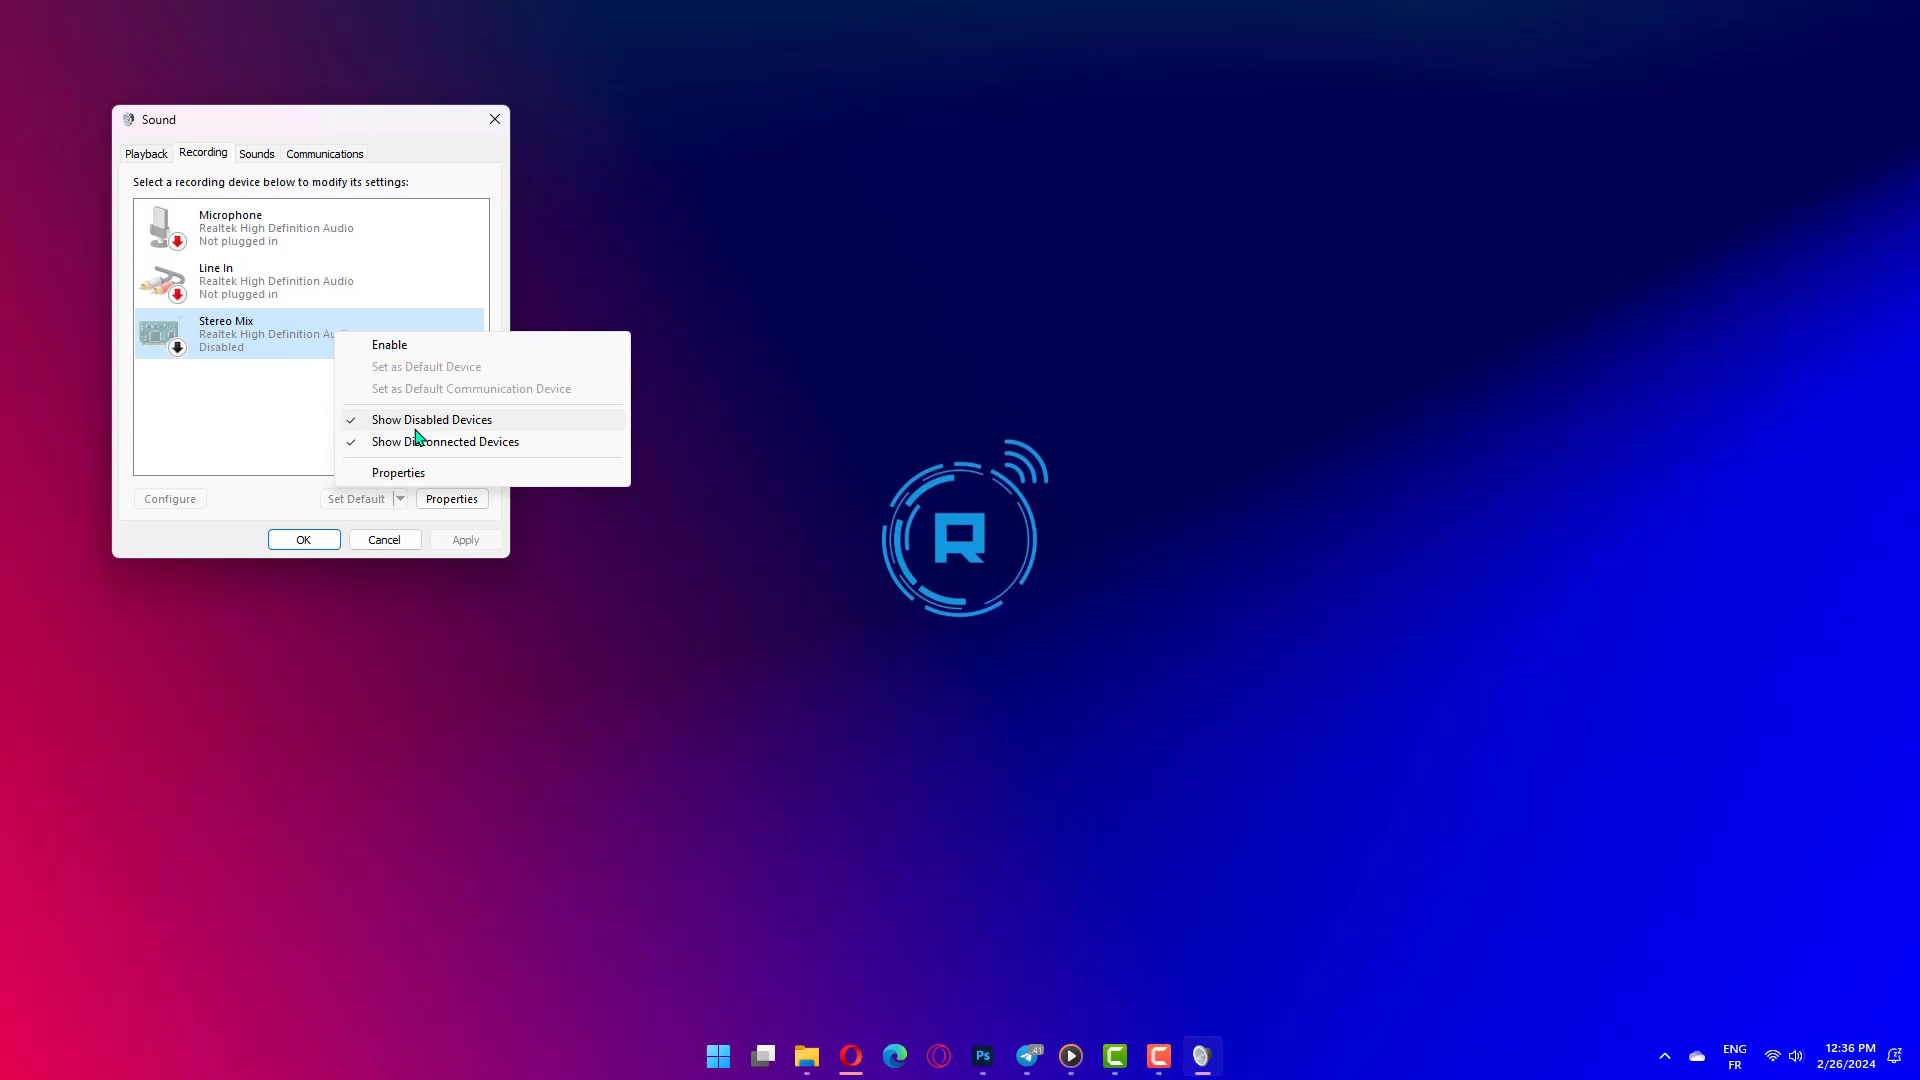 Sound
Playback
Recording
Sounds
Communications
Select a recording device below to modify its settings:
Microphone
Realtek High Definition Audio
Not plugged in
Line In
Realtek High Definition Audio
Not plugged in
Stereo Mix
Realtek High Definition Au
Disabled
Enable
Set as Default Device
Set as Default Communication Device
Show Disabled Devices
Show Disconnected Devices
Properties
Configure
Set Default
Properties
OK
Cancel
Apply
R
Ps
41
ENG
FR
12:36 PM
2/26/2024